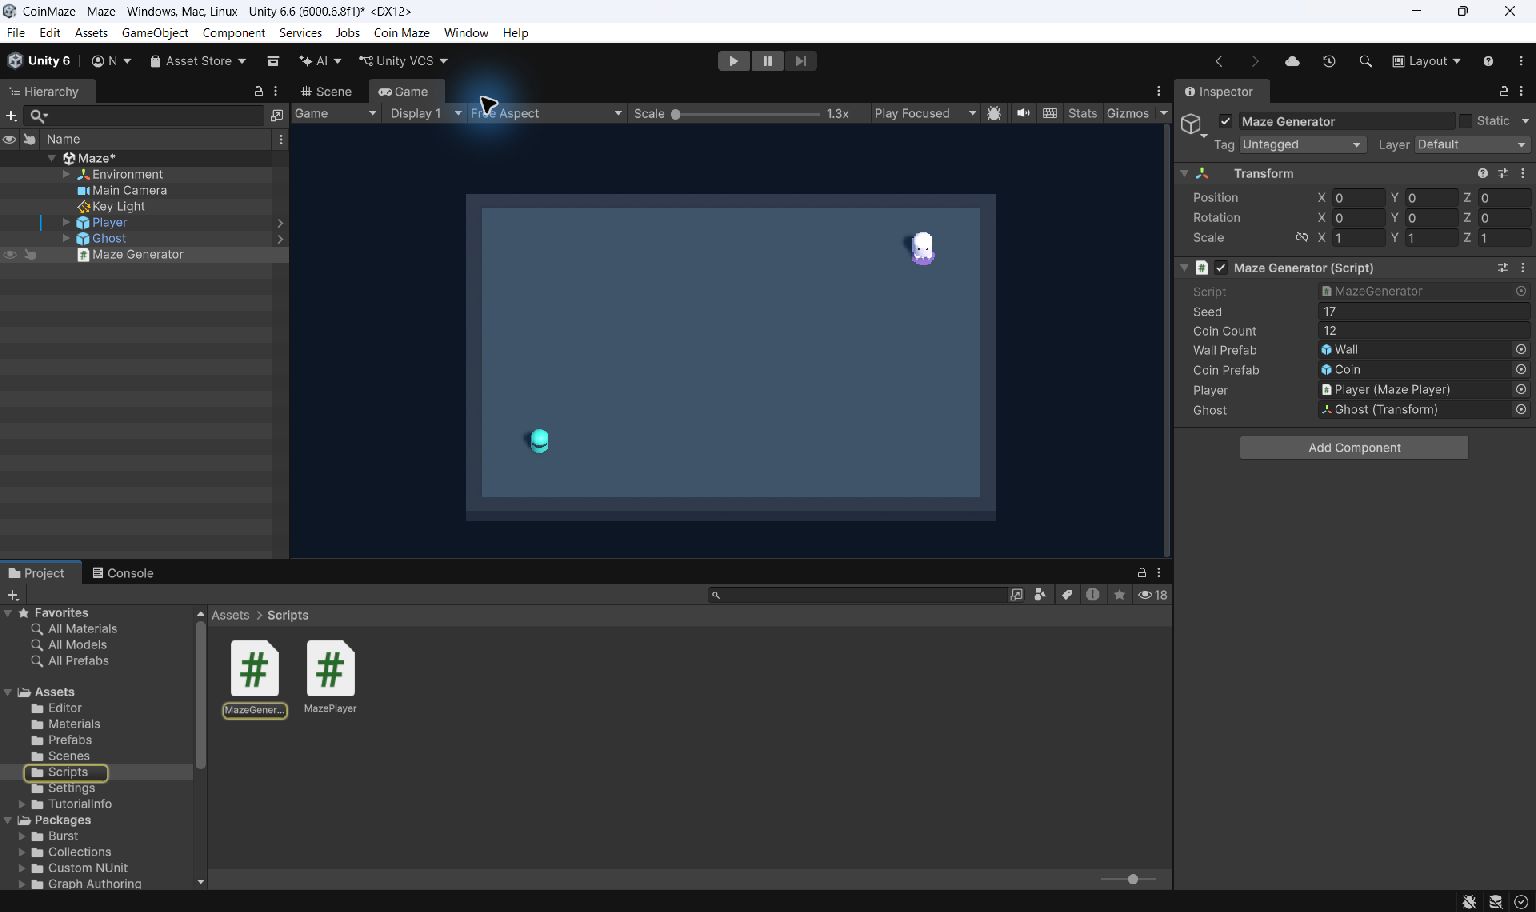 CoinMaze - Maze - Windows, Mac, Linux - Unity 6.6 (6000.6.8f1)* <DX12>
File Edit Assets GameObject Component Services Jobs Coin Maze Window Help
Unity 6 N Asset Store AI Unity VCS Layout
Hierarchy
Name
Maze*
Environment
Main Camera
Key Light
Player
Ghost
Maze Generator
Scene Game
Game Display 1 Free Aspect Scale 1.3x Play Focused Stats Gizmos
Inspector
Maze Generator Static
Tag Untagged Layer Default
Transform
Position X 0 Y 0 Z 0
Rotation X 0 Y 0 Z 0
Scale X 1 Y 1 Z 1
# Maze Generator (Script)
Script MazeGenerator
Seed 17
Coin Count 12
Wall Prefab Wall
Coin Prefab Coin
Player Player (Maze Player)
Ghost Ghost (Transform)
Add Component
Project Console
18
Favorites
All Materials
All Models
All Prefabs
Assets
Editor
Materials
Prefabs
Scenes
Scripts
Settings
TutorialInfo
Packages
Burst
Collections
Custom NUnit
Graph Authoring
Assets > Scripts
# #
MazeGener... MazePlayer